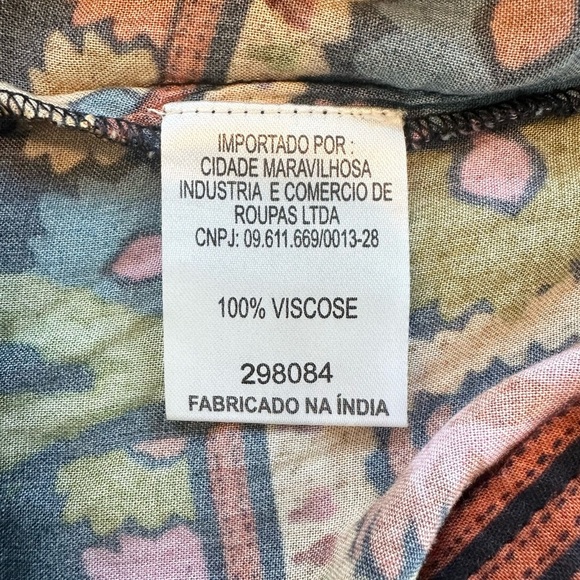 IMPORTADO POR :
CIDADE MARAVILHOSA
INDUSTRIA E COMERCIO DE
ROUPAS LTDA
CNPJ: 09.611.669/0013-28
100% VISCOSE
298084
FABRICADO NA ÍNDIA